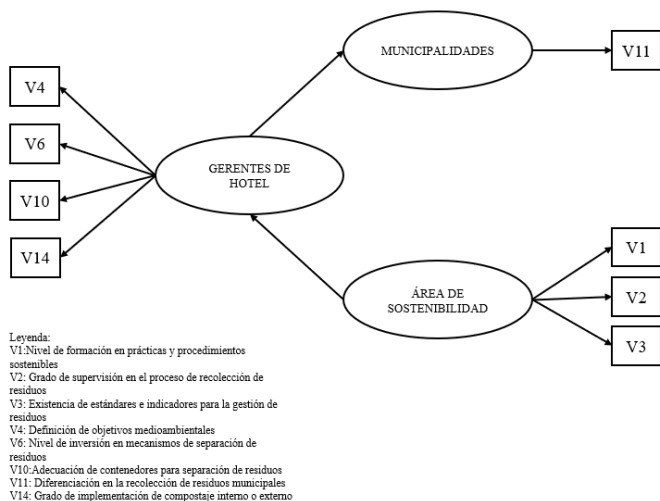 MUNICIPALIDADES
V11
V4
V6
V10
V14
GERENTES DE
HOTEL
ÁREA DE
SOSTENIBILIDAD
V1
V2
V3
Leyenda:
V1:Nivel de formación en prácticas y procedimientos
sostenibles
V2: Grado de supervisión en el proceso de recolección de
residuos
V3: Existencia de estándares e indicadores para la gestión de
residuos
V4: Definición de objetivos medioambientales
V6: Nivel de inversión en mecanismos de separación de
residuos
V10:Adecuación de contenedores para separación de residuos
V11: Diferenciación en la recolección de residuos municipales
V14: Grado de implementación de compostaje interno o externo